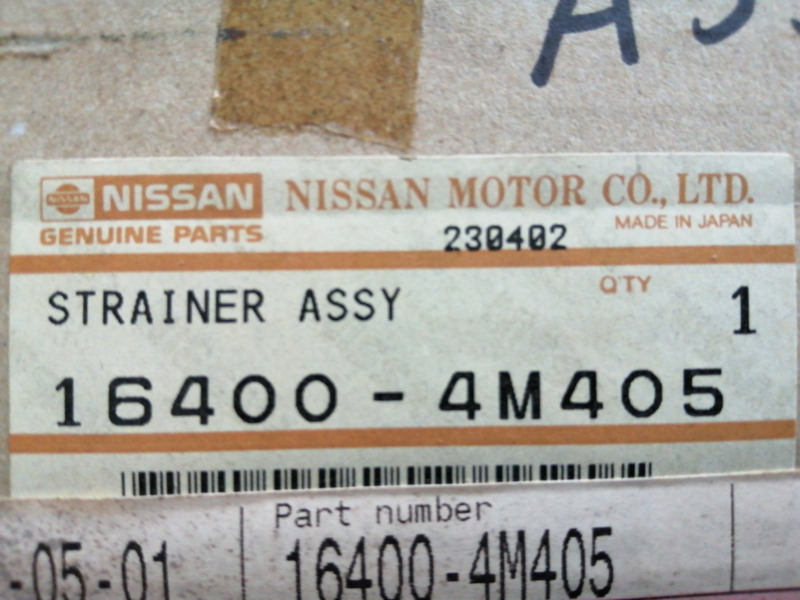 NISSAN NISSAN NISSAN MOTOR CO., LTD.
GENUINE PARTS 230402 MADE IN JAPAN
STRAINER ASSY Q'TY 1
16400-4M405
Part number
-05-01 16400-4M405